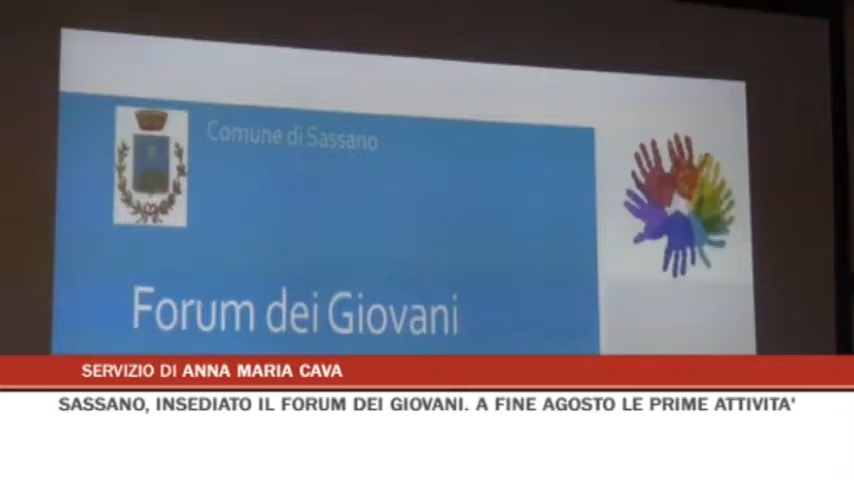 Comune di Sassano
Forum dei Giovani
SERVIZIO DI ANNA MARIA CAVA
SASSANO, INSEDIATO IL FORUM DEI GIOVANI. A FINE AGOSTO LE PRIME ATTIVITA'